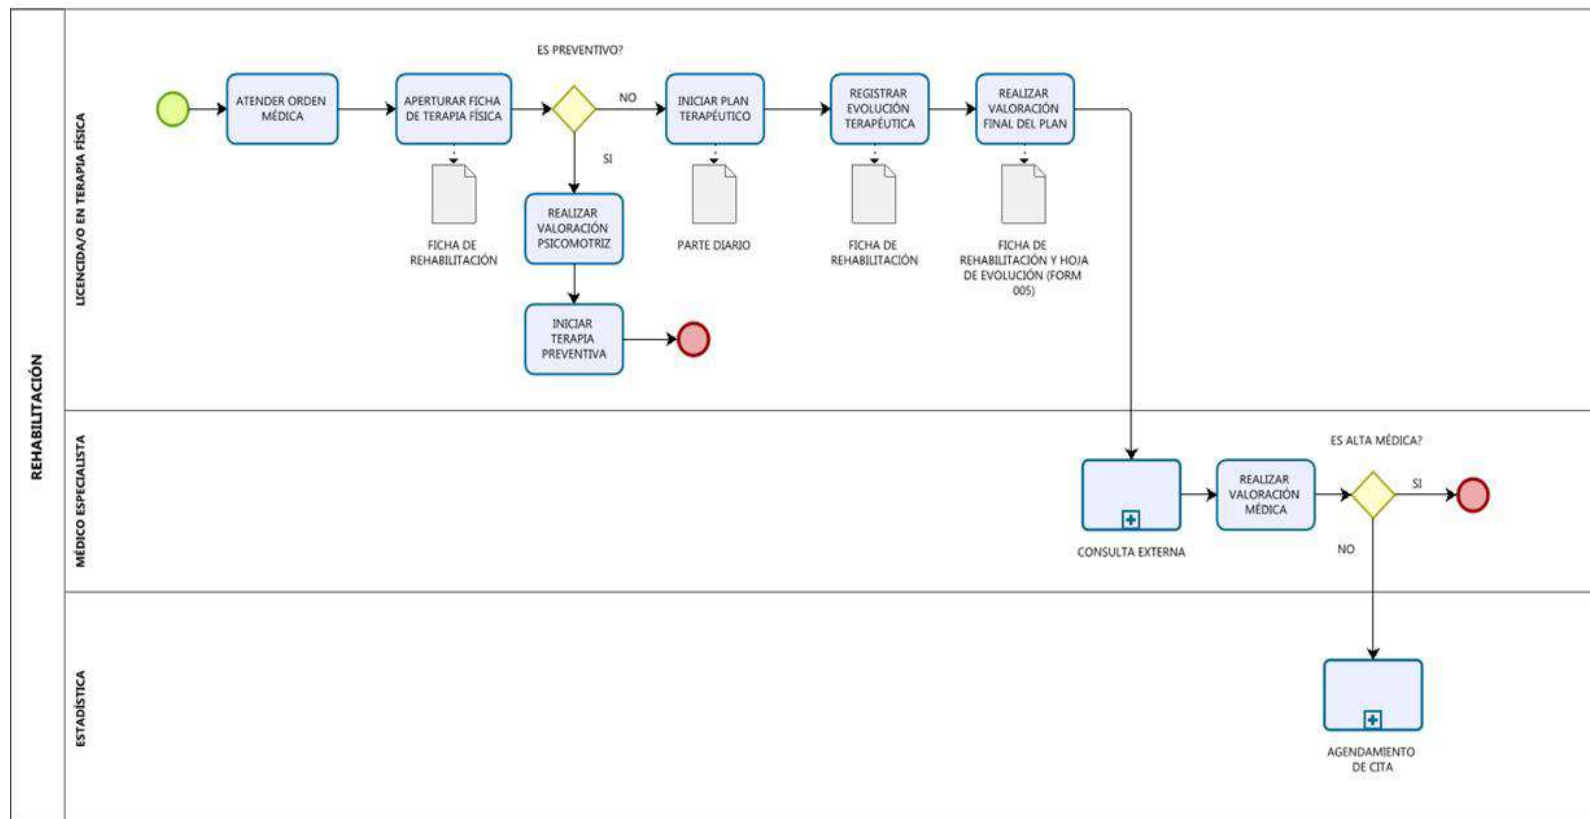 REHABILITACIÓN
LICENCIDA/O EN TERAPIA FÍSICA
ES PREVENTIVO?
ATENDER ORDEN
MÉDICA
APERTURAR FICHA
DE TERAPIA FÍSICA
NO
INICIAR PLAN
TERAPÉUTICO
REGISTRAR
EVOLUCIÓN
TERAPÉUTICA
REALIZAR
VALORACIÓN
FINAL DEL PLAN
SI
FICHA DE
REHABILITACIÓN
REALIZAR
VALORACIÓN
PSICOMOTRIZ
PARTE DIARIO
FICHA DE
REHABILITACIÓN
FICHA DE
REHABILITACIÓN Y HOJA
DE EVOLUCIÓN (FORM
005)
INICIAR
TERAPIA
PREVENTIVA
MÉDICO ESPECIALISTA
CONSULTA EXTERNA
REALIZAR
VALORACIÓN
MÉDICA
ES ALTA MÉDICA?
SI
NO
ESTADÍSTICA
AGENDAMIENTO
DE CITA